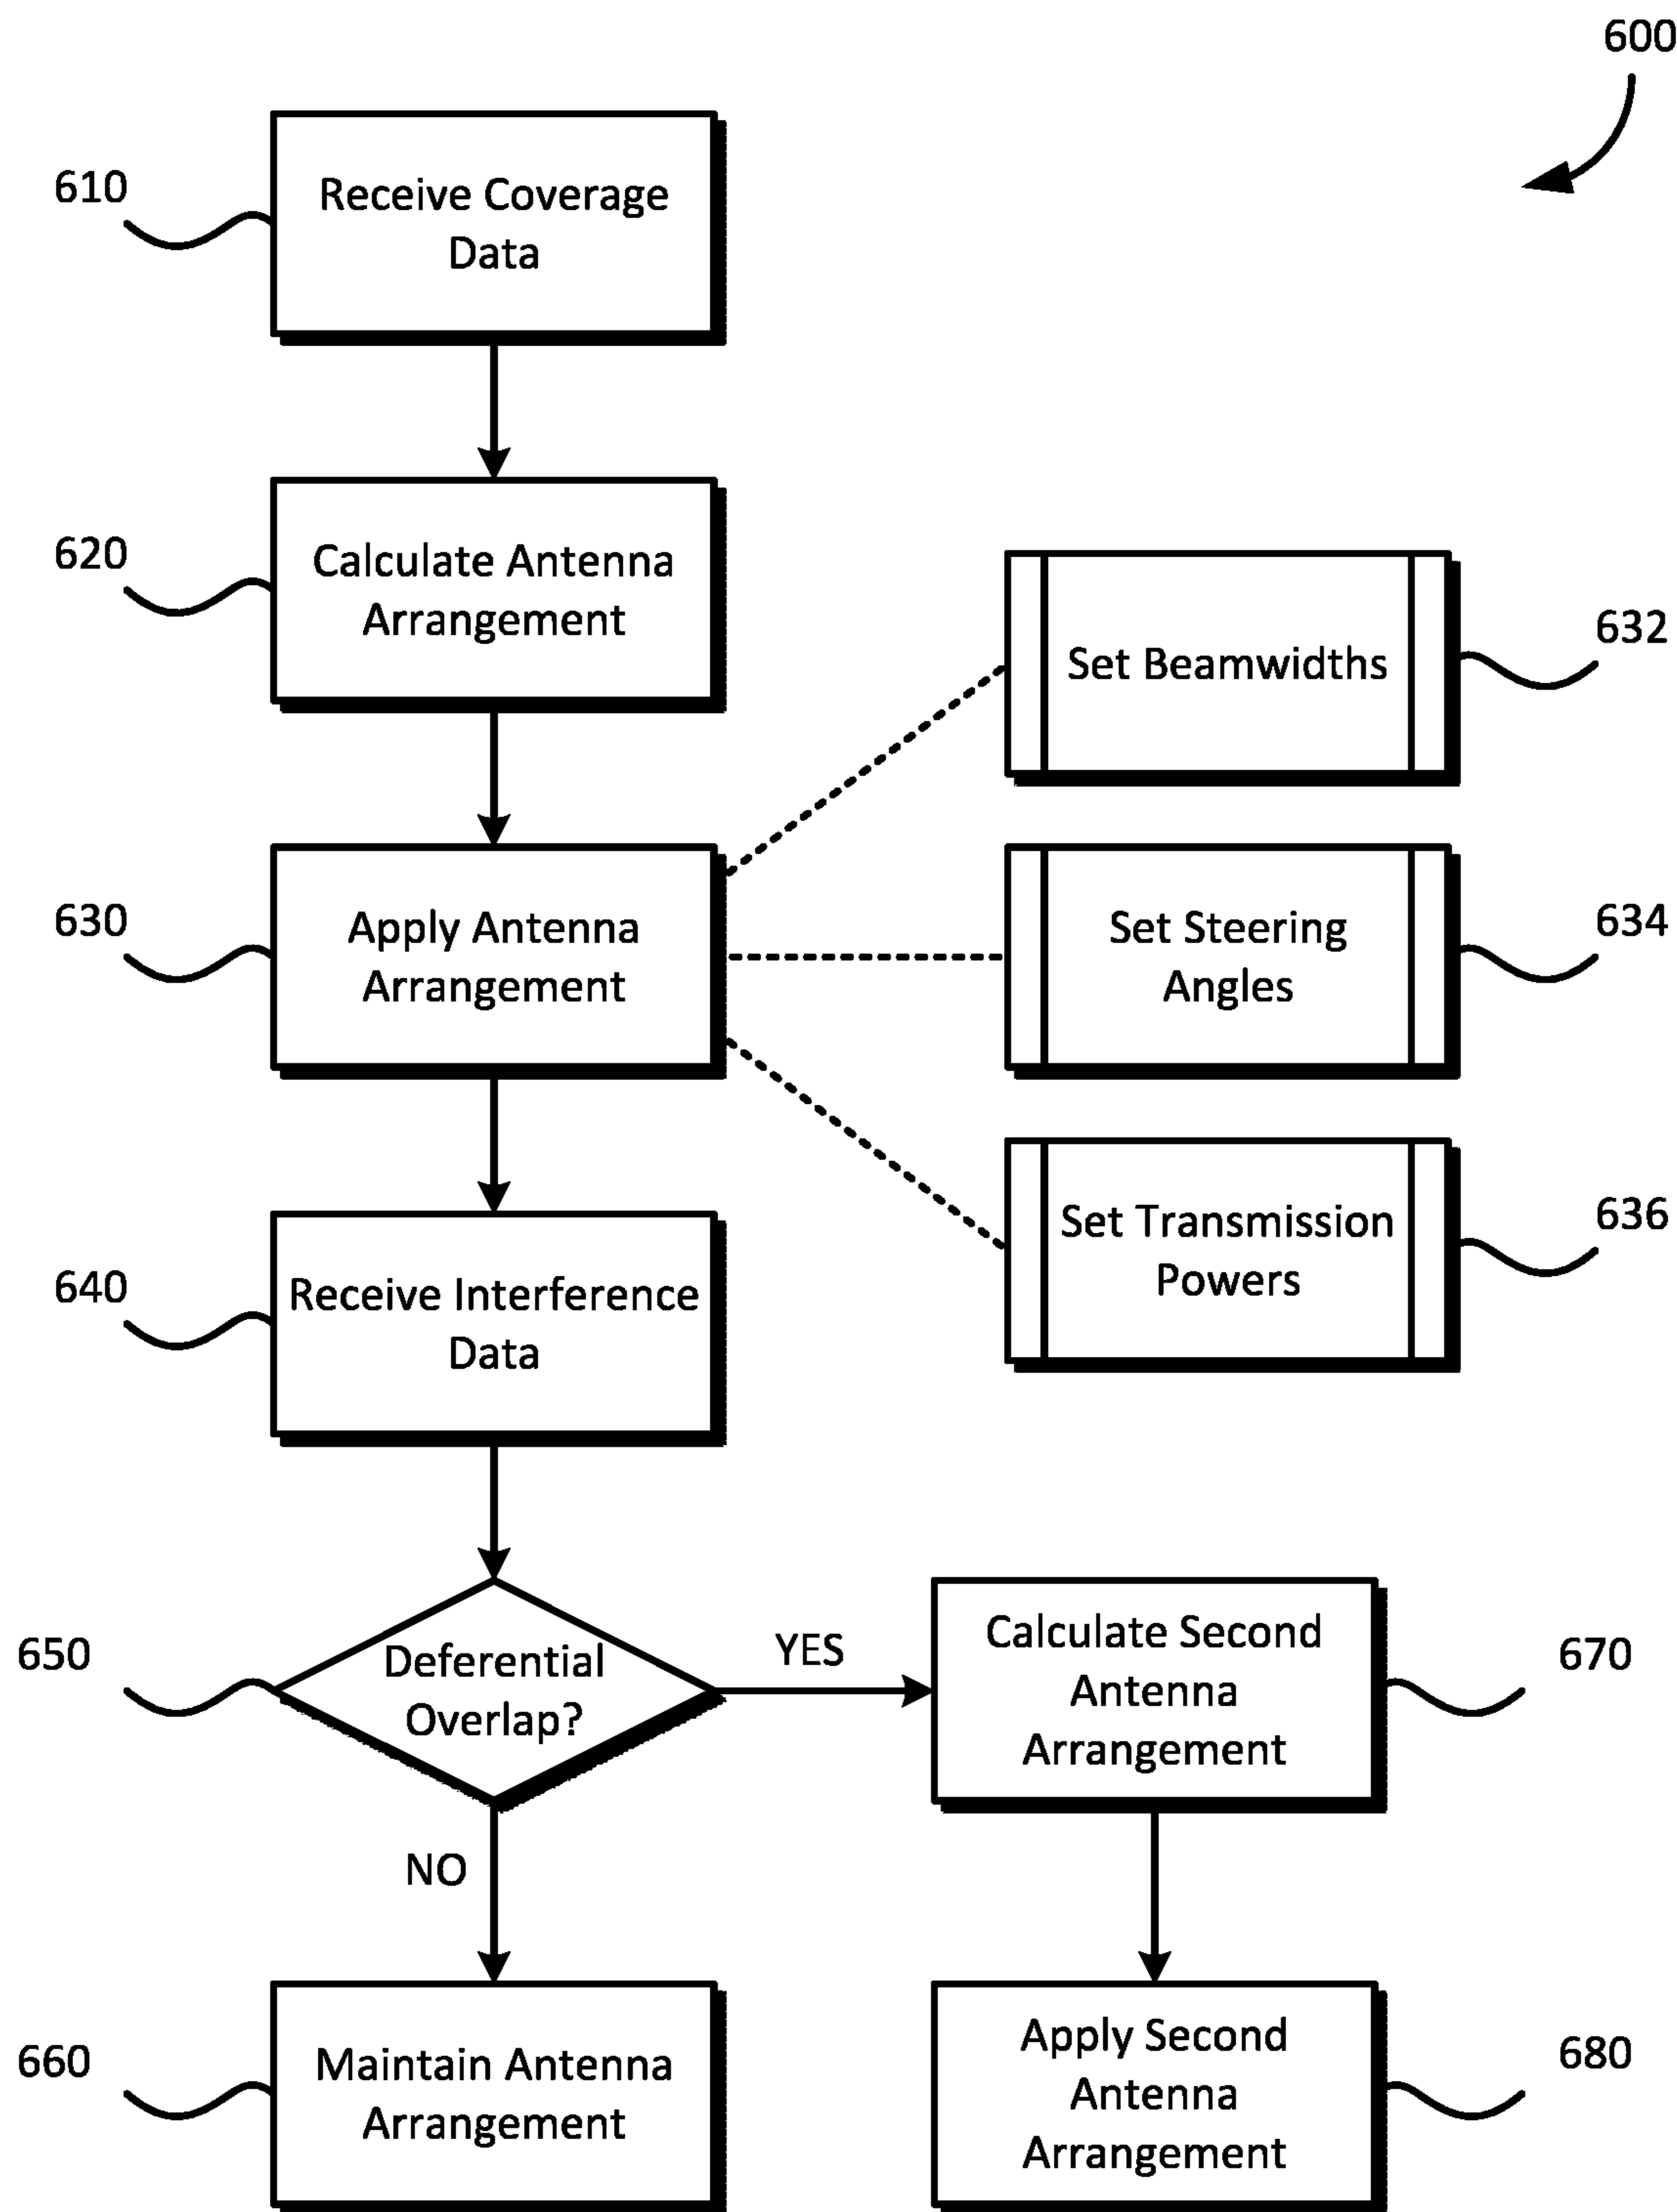 600
610
Receive Coverage
Data
620
Calculate Antenna
Arrangement
632
Set Beamwidths
630
Apply Antenna
Arrangement
634
Set Steering
Angles
636
Set Transmission
Powers
640
Receive Interference
Data
650
Deferential
Overlap?
YES
670
Calculate Second
Antenna
Arrangement
NO
660
Maintain Antenna
Arrangement
680
Apply Second
Antenna
Arrangement